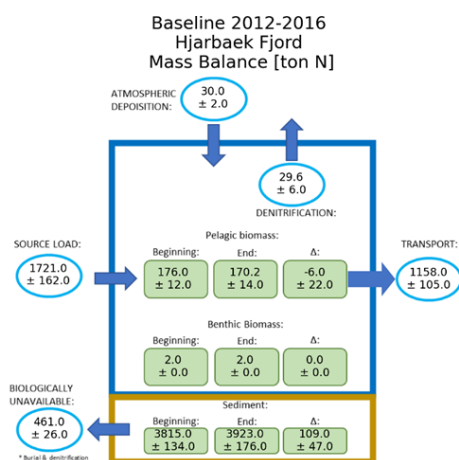 Baseline 2012-2016
Hjarbaek Fjord
Mass Balance [ton N]
ATMOSPHERIC
DEPOISITION:
30.0
± 2.0
29.6
± 6.0
DENITRIFICATION:
Pelagic biomass:
SOURCE LOAD:
Beginning: End: Δ:
TRANSPORT:
1721.0
± 162.0
176.0
± 12.0
170.2
± 14.0
-6.0
± 22.0
1158.0
± 105.0
Benthic Biomass:
Beginning: End: Δ:
2.0
± 0.0
2.0
± 0.0
0.0
± 0.0
BIOLOGICALLY
UNAVAILABLE:
Sediment:
Beginning: End: Δ:
461.0
± 26.0
3815.0
± 134.0
3923.0
± 176.0
109.0
± 47.0
* Burial & denitrification